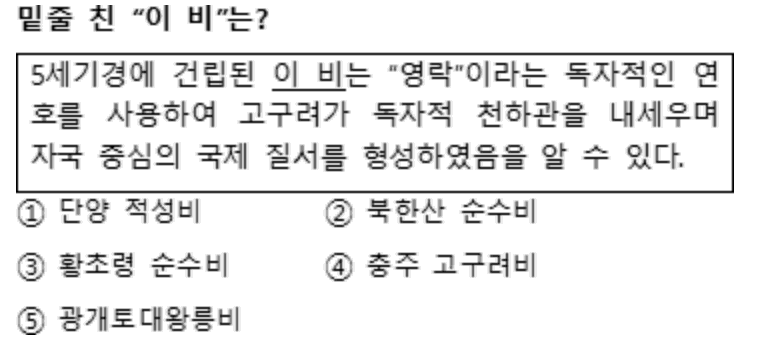 밑줄 친 “이 비”는?
5세기경에 건립된 이 비는 “영락”이라는 독자적인 연
호를 사용하여 고구려가 독자적 천하관을 내세우며
자국 중심의 국제 질서를 형성하였음을 알 수 있다.
① 단양 적성비 ② 북한산 순수비
③ 황초령 순수비 ④ 충주 고구려비
⑤ 광개토대왕릉비